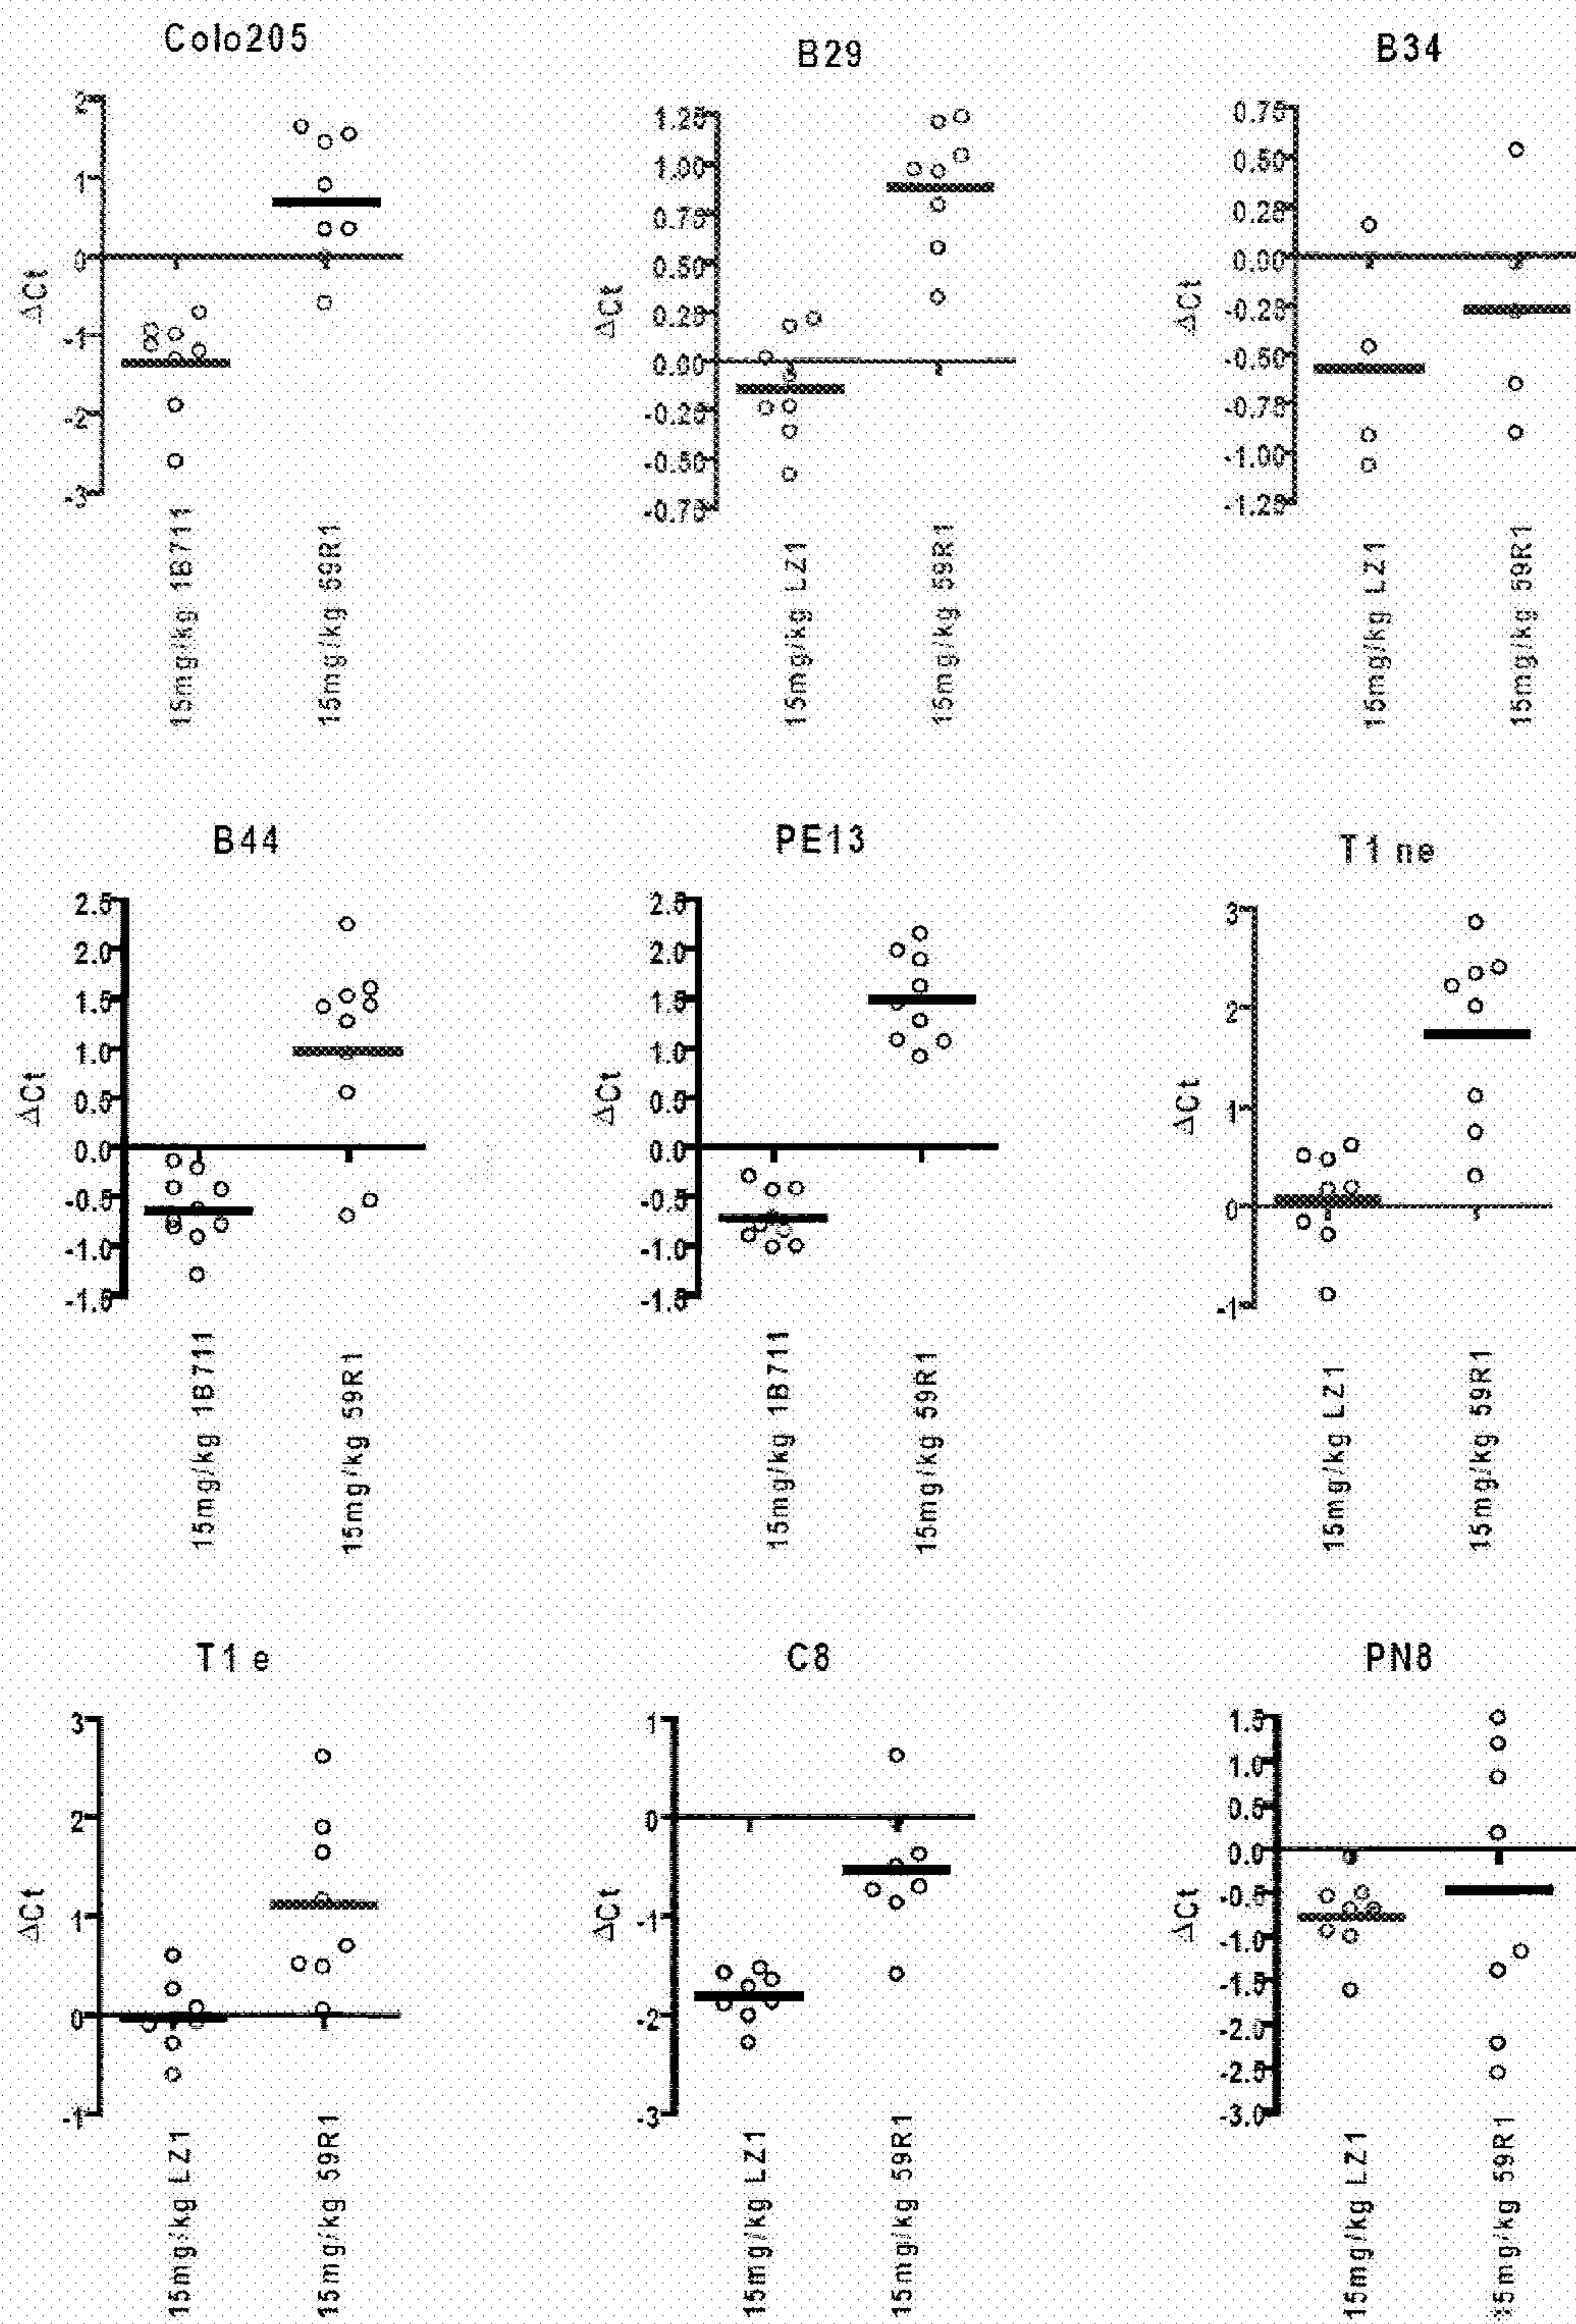 Colo205
2
1
0
-1
-2
-3
ΔCt
15mg/kg 1B711
15mg/kg 59R1
B29
1.25
1.00
0.75
0.50
0.25
0.00
-0.25
-0.50
-0.75
ΔCt
15mg/kg LZ1
15mg/kg 59R1
B34
0.75
0.50
0.25
0.00
-0.25
-0.50
-0.75
-1.00
-1.25
ΔCt
15mg/kg LZ1
15mg/kg 59R1
B44
2.5
2.0
1.5
1.0
0.5
0.0
-0.5
-1.0
-1.5
ΔCt
15mg/kg 1B711
15mg/kg 59R1
PE13
2.5
2.0
1.5
1.0
0.5
0.0
-0.5
-1.0
-1.5
ΔCt
15mg/kg 1B711
15mg/kg 59R1
T1 ne
3
2
1
0
-1
ΔCt
15mg/kg LZ1
15mg/kg 59R1
T1 e
3
2
1
0
-1
ΔCt
15mg/kg LZ1
15mg/kg 59R1
C8
1
0
-1
-2
-3
ΔCt
15mg/kg LZ1
15mg/kg 59R1
PN8
1.5
1.0
0.5
0.0
-0.5
-1.0
-1.5
-2.0
-2.5
-3.0
ΔCt
15mg/kg LZ1
15mg/kg 59R1